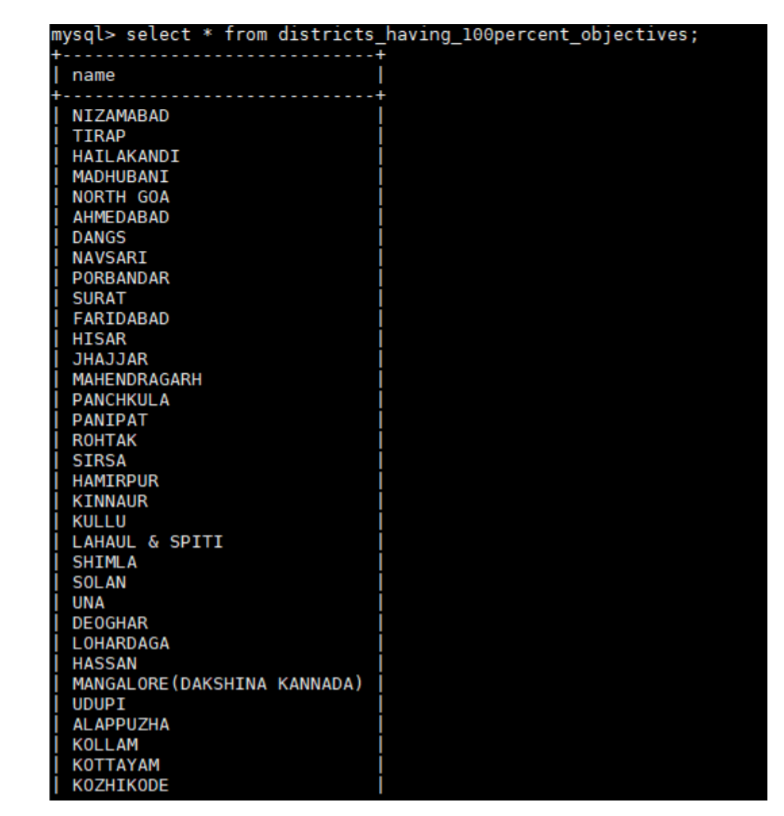 mysql> select * from districts_having_100percent_objectives;
+-----------------------------+
| name                        |
+-----------------------------+
| NIZAMABAD                   |
| TIRAP                       |
| HAILAKANDI                  |
| MADHUBANI                   |
| NORTH GOA                   |
| AHMEDABAD                   |
| DANGS                       |
| NAVSARI                     |
| PORBANDAR                   |
| SURAT                       |
| FARIDABAD                   |
| HISAR                       |
| JHAJJAR                     |
| MAHENDRAGARH                |
| PANCHKULA                   |
| PANIPAT                     |
| ROHTAK                      |
| SIRSA                       |
| HAMIRPUR                    |
| KINNAUR                     |
| KULLU                       |
| LAHAUL & SPITI              |
| SHIMLA                      |
| SOLAN                       |
| UNA                         |
| DEOGHAR                     |
| LOHARDAGA                   |
| HASSAN                      |
| MANGALORE(DAKSHINA KANNADA) |
| UDUPI                       |
| ALAPPUZHA                   |
| KOLLAM                      |
| KOTTAYAM                    |
| KOZHIKODE                   |